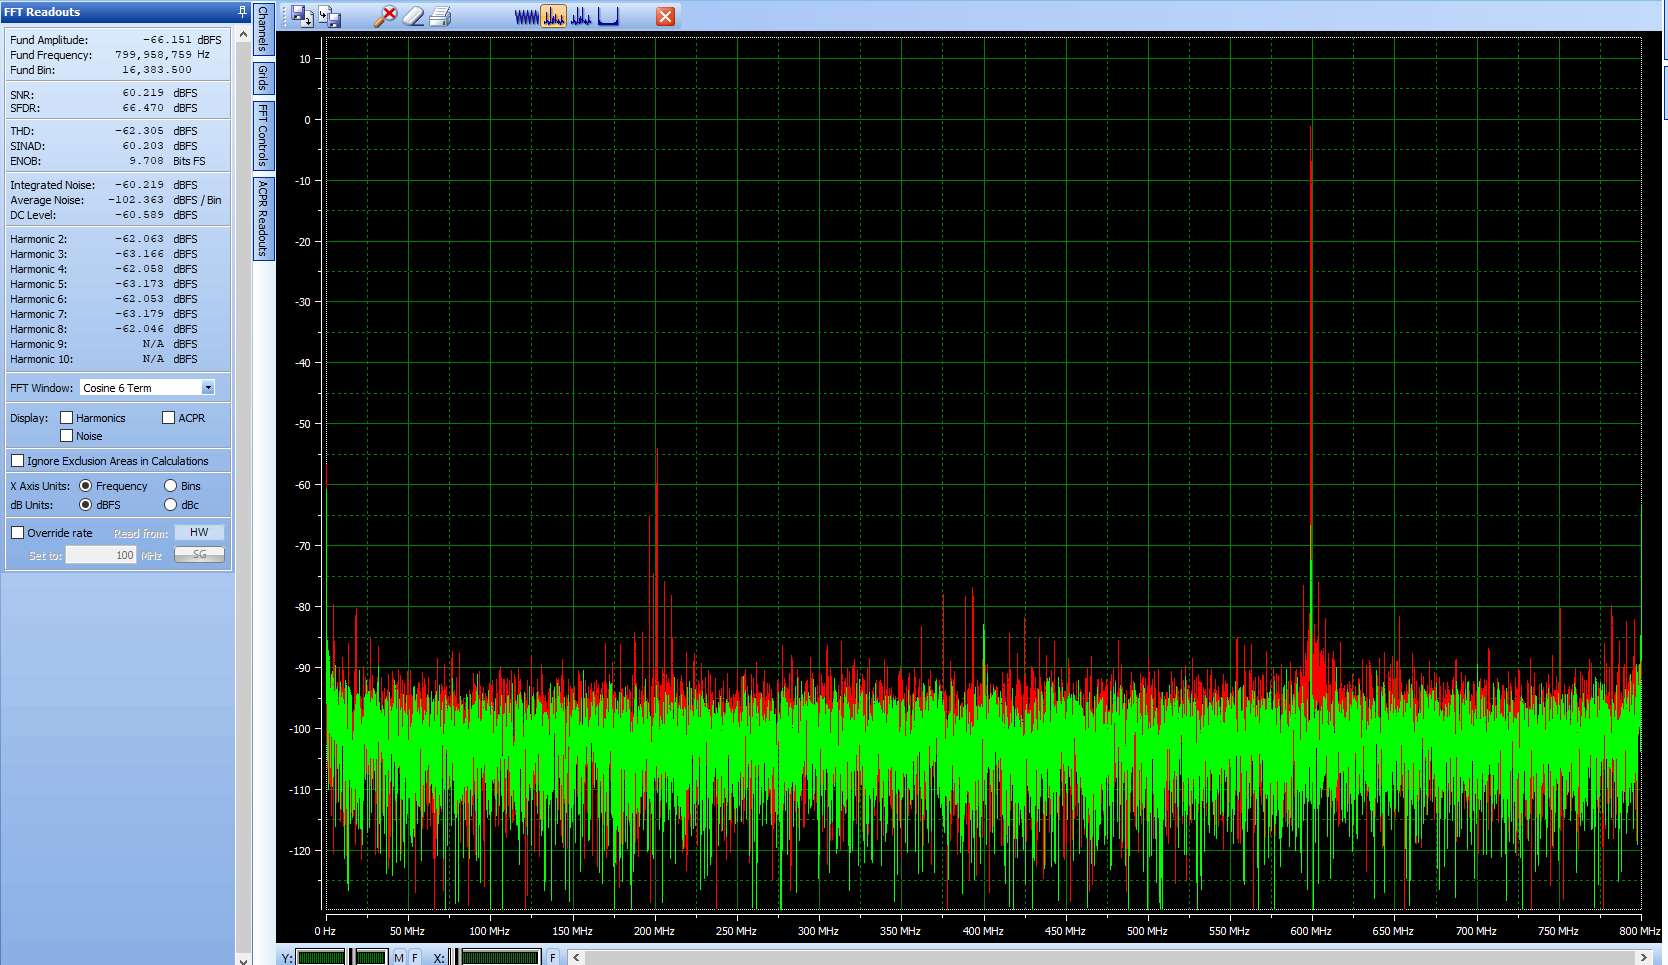 FFT Readouts
Fund Amplitude: -66.151 dBFS
Fund Frequency: 799,958,759 Hz
Fund Bin: 16,383.500
SNR: 60.219 dBFS
SFDR: 66.470 dBFS
THD: -62.305 dBFS
SINAD: 60.203 dBFS
ENOB: 9.708 Bits FS
Integrated Noise: -60.219 dBFS
Average Noise: -102.363 dBFS / Bin
DC Level: -60.589 dBFS
Harmonic 2: -62.063 dBFS
Harmonic 3: -63.166 dBFS
Harmonic 4: -62.058 dBFS
Harmonic 5: -63.173 dBFS
Harmonic 6: -62.053 dBFS
Harmonic 7: -63.179 dBFS
Harmonic 8: -62.046 dBFS
Harmonic 9: N/A dBFS
Harmonic 10: N/A dBFS
FFT Window: Cosine 6 Term
Display: Harmonics ACPR
Noise
Ignore Exclusion Areas in Calculations
X Axis Units: Frequency Bins
dB Units: dBFS dBc
Override rate Read from: HW
Set to: 100 MHz SG
Channels
Grids
FFT Controls
ACPR Readouts
10
0
-10
-20
-30
-40
-50
-60
-70
-80
-90
-100
-110
-120
0 Hz 50 MHz 100 MHz 150 MHz 200 MHz 250 MHz 300 MHz 350 MHz 400 MHz 450 MHz 500 MHz 550 MHz 600 MHz 650 MHz 700 MHz 750 MHz 800 MHz
Y: M F X: F